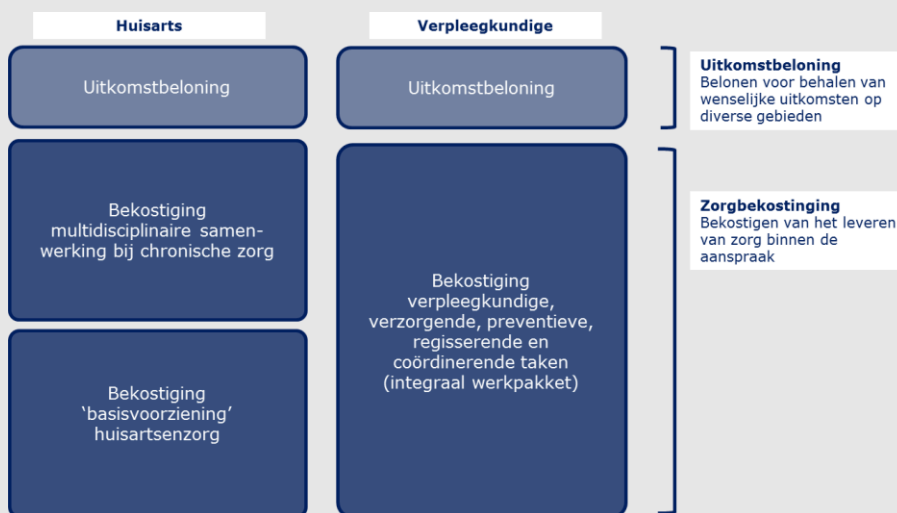 Huisarts
Verpleegkundige
Uitkomstbeloning
Uitkomstbeloning
Uitkomstbeloning
Belonen voor behalen van
wenselijke uitkomsten op
diverse gebieden
Bekostiging
multidisciplinaire samen-
werking bij chronische zorg
Bekostiging
‘basisvoorziening’
huisartsenzorg
Bekostiging
verpleegkundige,
verzorgende, preventieve,
regisserende en
coördinerende taken
(integraal werkpakket)
Zorgbekostinging
Bekostigen van het leveren
van zorg binnen de
aanspraak